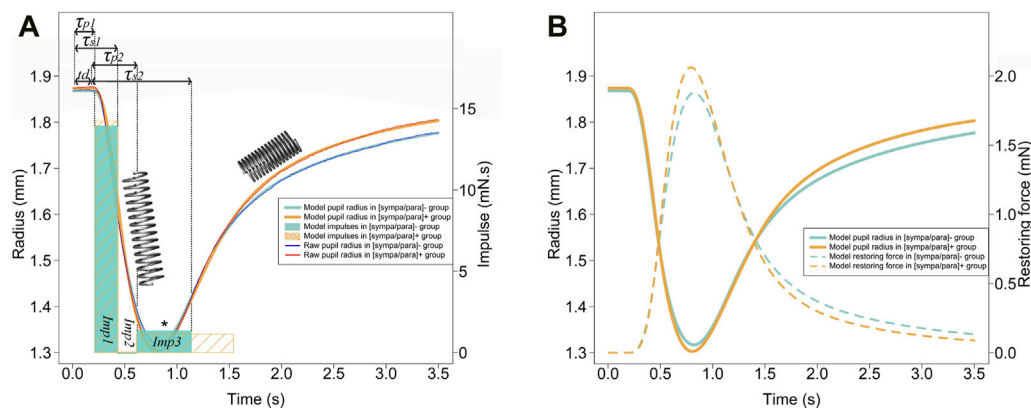 A
B
τp1
τs1
τp2
τs2
td
1.9
1.8
1.7
1.6
1.5
1.4
1.3
Radius (mm)
15
10
5
0
Impulse (mN.s)
Model pupil radius in [sympa/para]- group
Model pupil radius in [sympa/para]+ group
Model impulses in [sympa/para]- group
Model impulses in [sympa/para]+ group
Raw pupil radius in [sympa/para]- group
Raw pupil radius in [sympa/para]+ group
*
Imp1
Imp2
Imp3
0.0 0.5 1.0 1.5 2.0 2.5 3.0 3.5
Time (s)
1.9
1.8
1.7
1.6
1.5
1.4
1.3
Radius (mm)
2.0
1.5
1.0
0.5
0.0
Restoring force (mN)
Model pupil radius in [sympa/para]- group
Model pupil radius in [sympa/para]+ group
Model restoring force in [sympa/para]- group
Model restoring force in [sympa/para]+ group
0.0 0.5 1.0 1.5 2.0 2.5 3.0 3.5
Time (s)